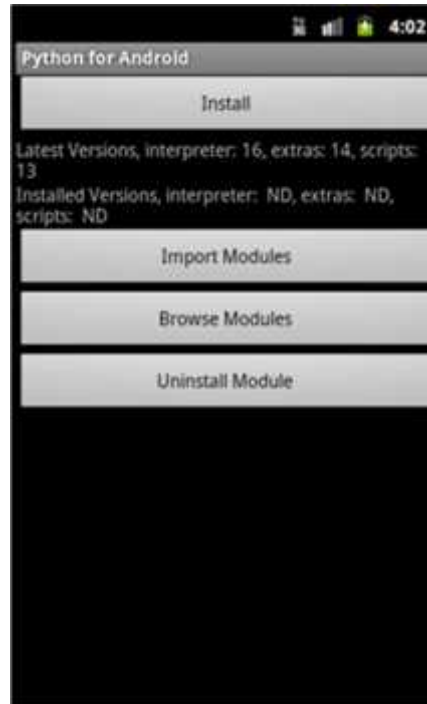 4:02
Python for Android
Install
Latest Versions, interpreter: 16, extras: 14, scripts:
13
Installed Versions, interpreter: ND, extras: ND,
scripts: ND
Import Modules
Browse Modules
Uninstall Module